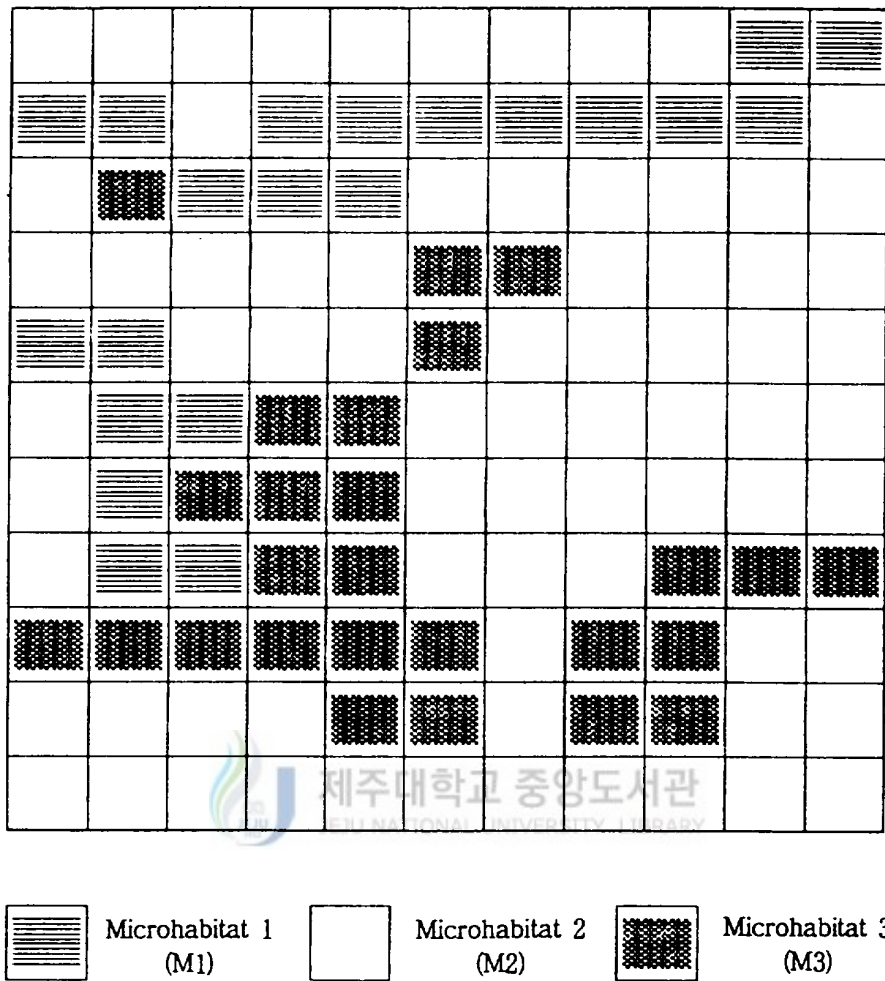 제주대학교 중앙도서관
JEJU NATIONAL UNIVERSITY LIBRARY
Microhabitat 1
(M1)
Microhabitat 2
(M2)
Microhabitat 3
(M3)